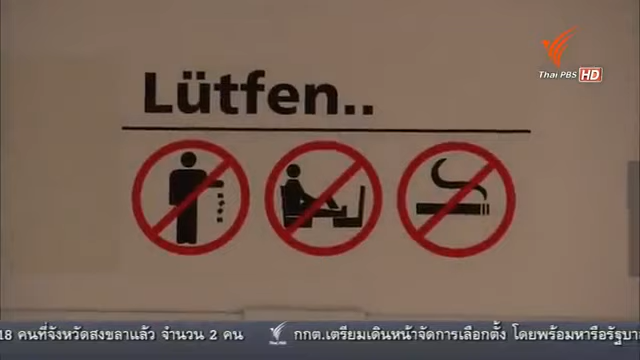 Thai PBS HD
Lütfen..
18 คนที่จังหวัดสงขลาแล้ว จำนวน 2 คน Thai PBS กกต.เตรียมเดินหน้าจัดการเลือกตั้ง โดยพร้อมหารือรัฐบา